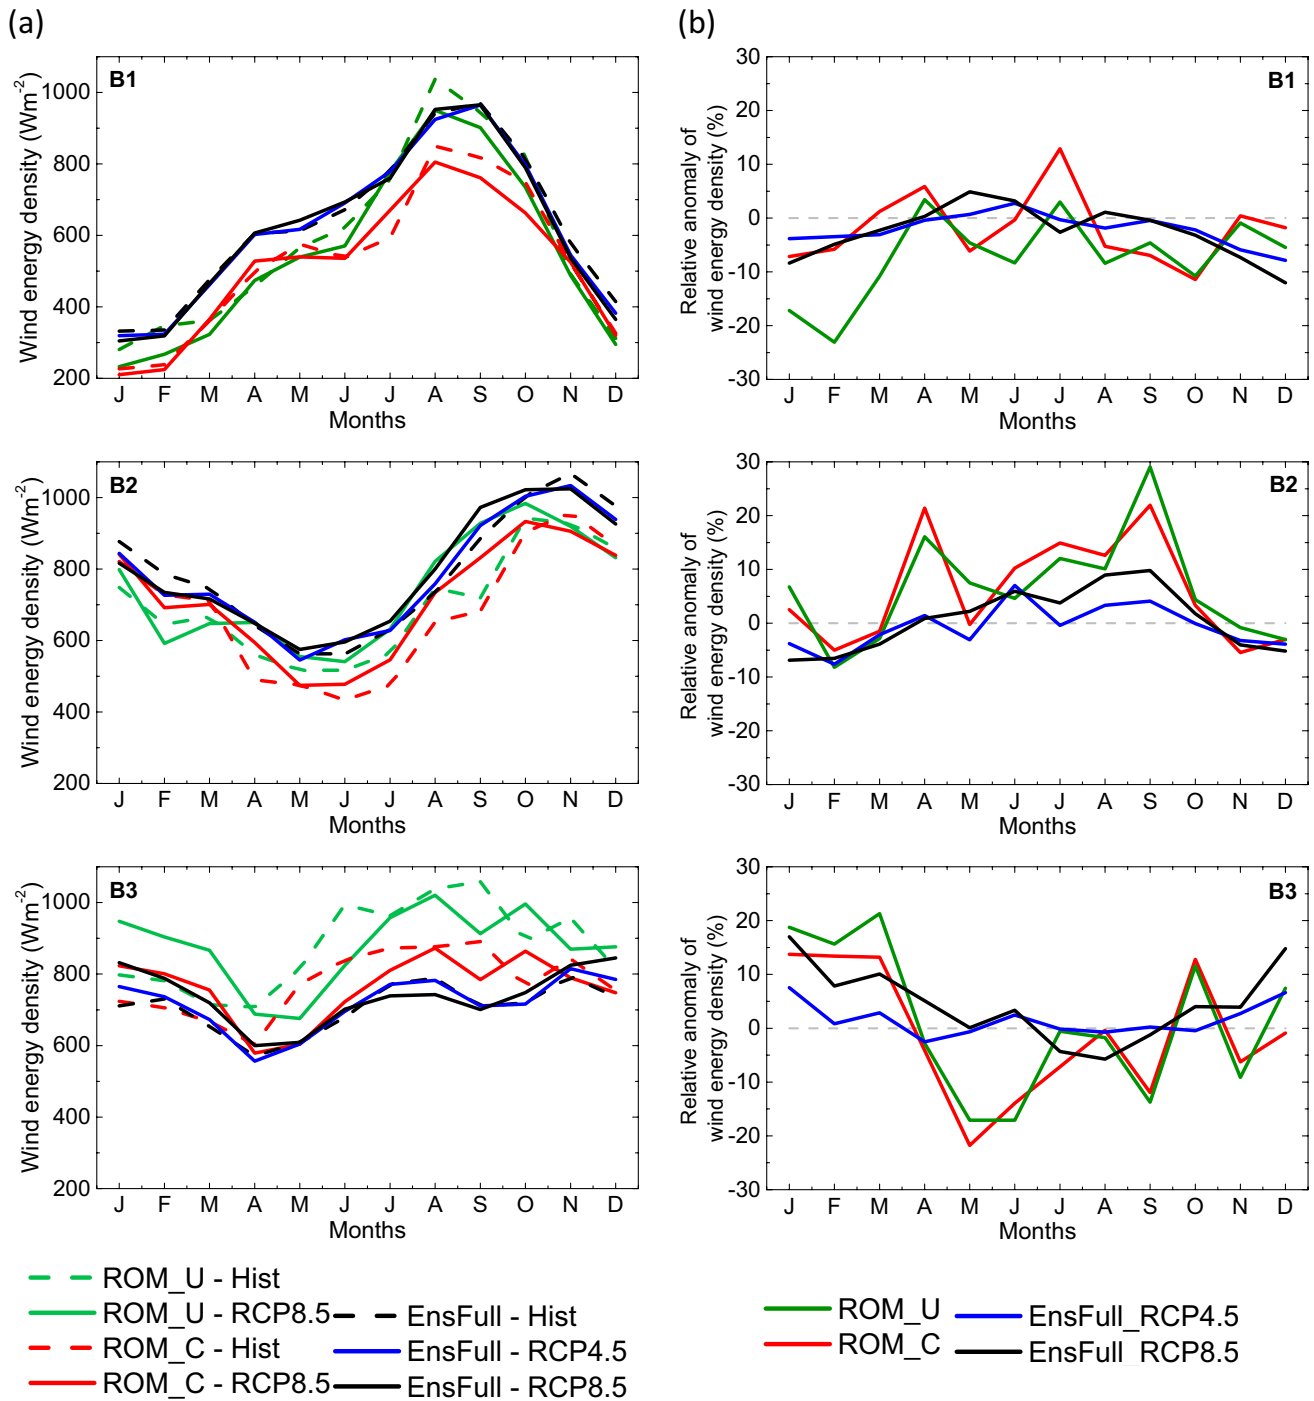 (a)
(b)
B1
Wind energy density (Wm-2)
1000
800
600
400
200
J F M A M J J A S O N D
Months
B1
Relative anomaly of
wind energy density (%)
30
20
10
0
-10
-20
-30
J F M A M J J A S O N D
Months
B2
Wind energy density (Wm-2)
1000
800
600
400
200
J F M A M J J A S O N D
Months
B2
Relative anomaly of
wind energy density (%)
30
20
10
0
-10
-20
-30
J F M A M J J A S O N D
Months
B3
Wind energy density (Wm-2)
1000
800
600
400
200
J F M A M J J A S O N D
Months
B3
Relative anomaly of
wind energy density (%)
30
20
10
0
-10
-20
-30
J F M A M J J A S O N D
Months
ROM_U - Hist
ROM_U - RCP8.5
ROM_C - Hist
ROM_C - RCP8.5
EnsFull - Hist
EnsFull - RCP4.5
EnsFull - RCP8.5
ROM_U
ROM_C
EnsFull_RCP4.5
EnsFull_RCP8.5